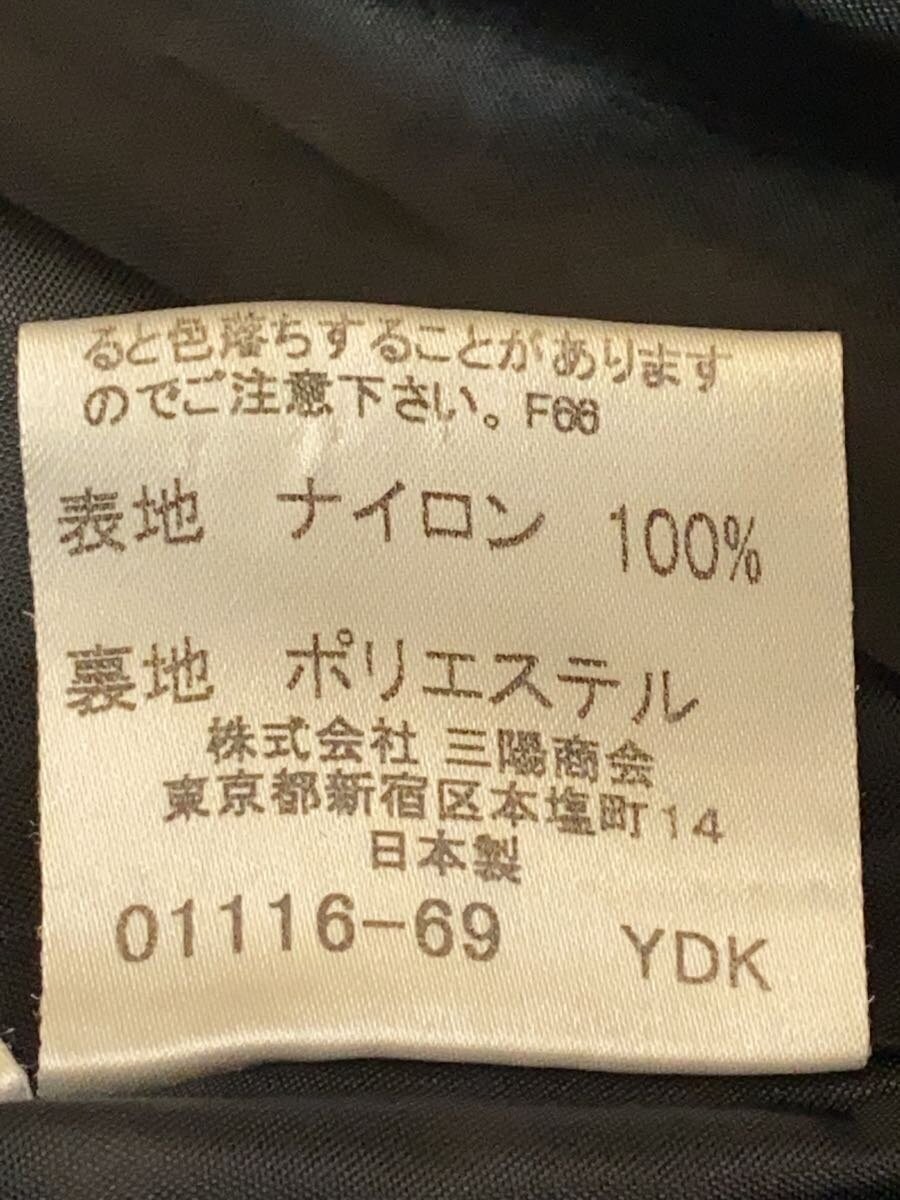 ると色落ちすることがあります
のでご注意下さい。F66
表地 ナイロン 100%
裏地 ポリエステル
株式会社 三陽商会
東京都新宿区本塩町14
日本製
01116-69 YDK